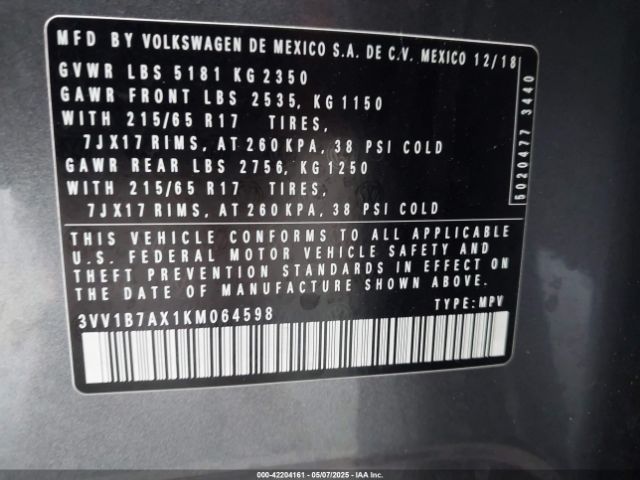 MFD BY VOLKSWAGEN DE MEXICO S.A. DE C.V. MEXICO 12/18
GVWR LBS 5181 KG 2350
GAWR FRONT LBS 2535, KG 1150
WITH 215/65 R17 TIRES,
7JX17 RIMS, AT 260 KPA, 38 PSI COLD
GAWR REAR LBS 2756, KG 1250
WITH 215/65 R17 TIRES,
7JX17 RIMS, AT 260 KPA, 38 PSI COLD
5020477 3440
THIS VEHICLE CONFORMS TO ALL APPLICABLE
U.S. FEDERAL MOTOR VEHICLE SAFETY AND
THEFT PREVENTION STANDARDS IN EFFECT ON
THE DATE OF MANUFACTURE SHOWN ABOVE
3VV1B7AX1KM064598 TYPE: MPV
000-42204161 - 05/07/2025 - IAA Inc.